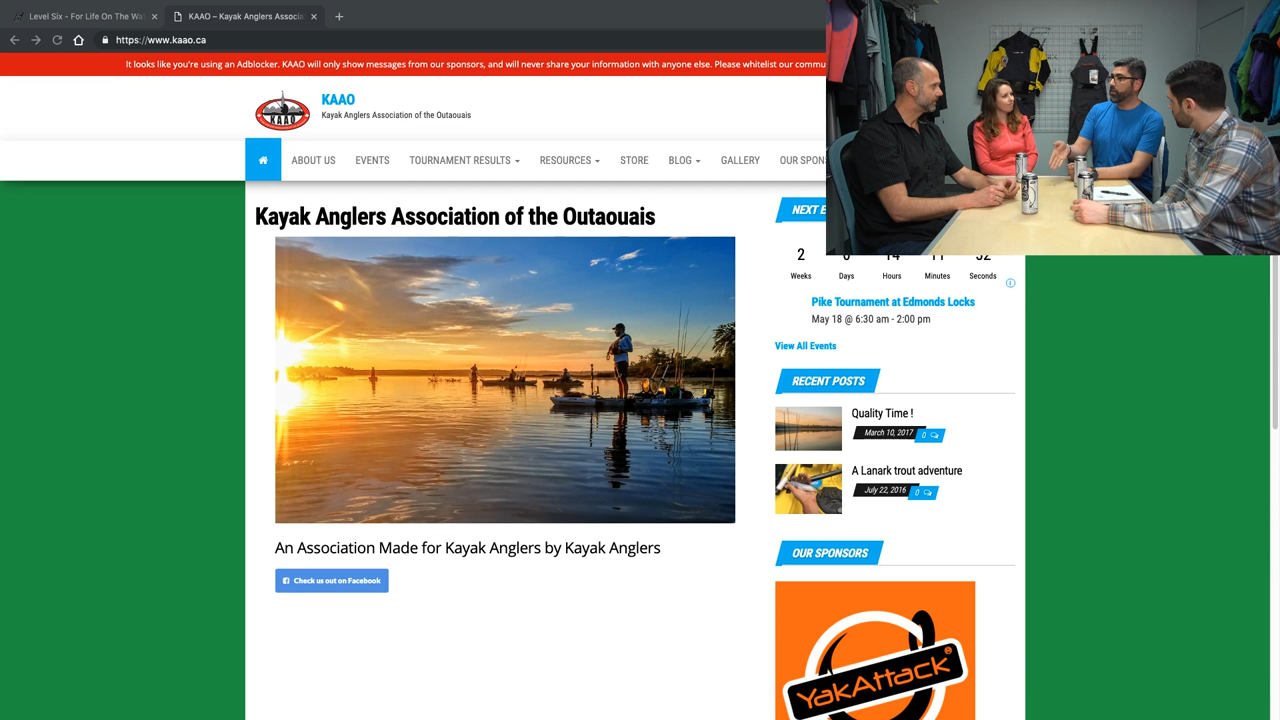 Level Six - For Life On The Wa
KAAO – Kayak Anglers Associa
https://www.kaao.ca
It looks like you're using an Adblocker. KAAO will only show messages from our sponsors, and will never share your information with anyone else. Please whitelist our commu
KAAO
KAAO
Kayak Anglers Association of the Outaouais
ABOUT US EVENTS TOURNAMENT RESULTS RESOURCES STORE BLOG GALLERY OUR SPONS
Kayak Anglers Association of the Outaouais
NEXT E
2 0 14 11 52
Weeks Days Hours Minutes Seconds
Pike Tournament at Edmonds Locks
May 18 @ 6:30 am - 2:00 pm
View All Events
RECENT POSTS
Quality Time !
March 10, 2017 0
A Lanark trout adventure
July 22, 2016 0
An Association Made for Kayak Anglers by Kayak Anglers
Check us out on Facebook
OUR SPONSORS
YakAttack®